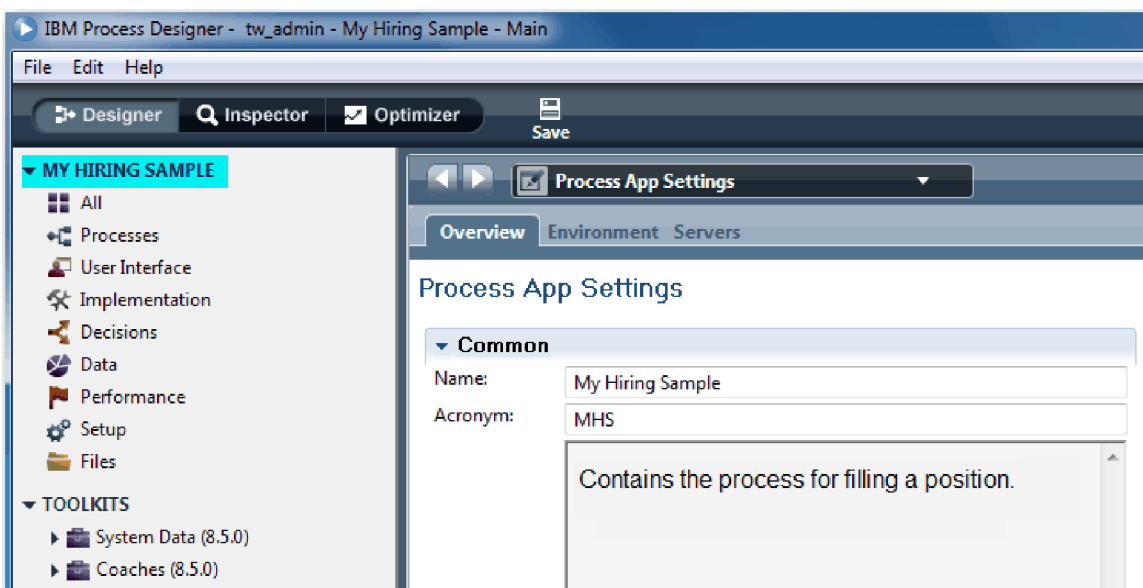 IBM Process Designer - tw_admin - My Hiring Sample - Main
File Edit Help
Designer Inspector Optimizer Save
MY HIRING SAMPLE
All
Processes
User Interface
Implementation
Decisions
Data
Performance
Setup
Files
TOOLKITS
System Data (8.5.0)
Coaches (8.5.0)
Process App Settings
Overview Environment Servers
Process App Settings
Common
Name: My Hiring Sample
Acronym: MHS
Contains the process for filling a position.